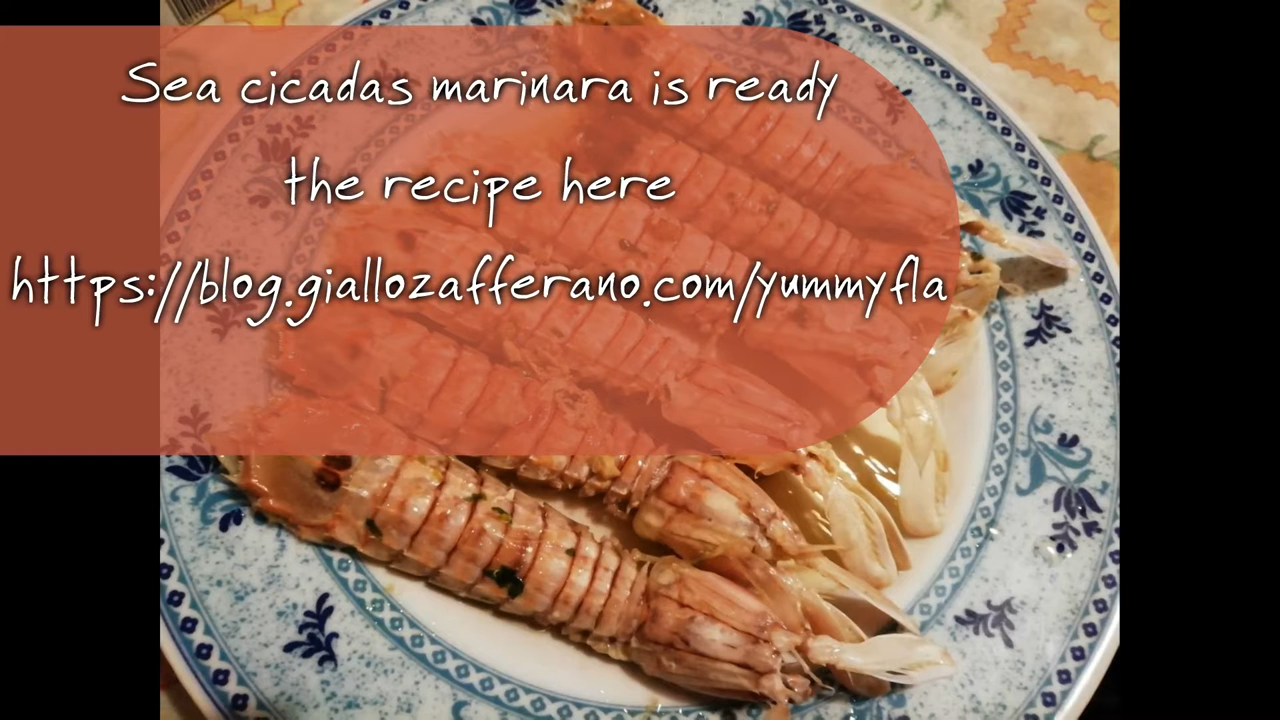 Sea cicadas marinara is ready
the recipe here
https://blog.giallozafferano.com/yummyfla